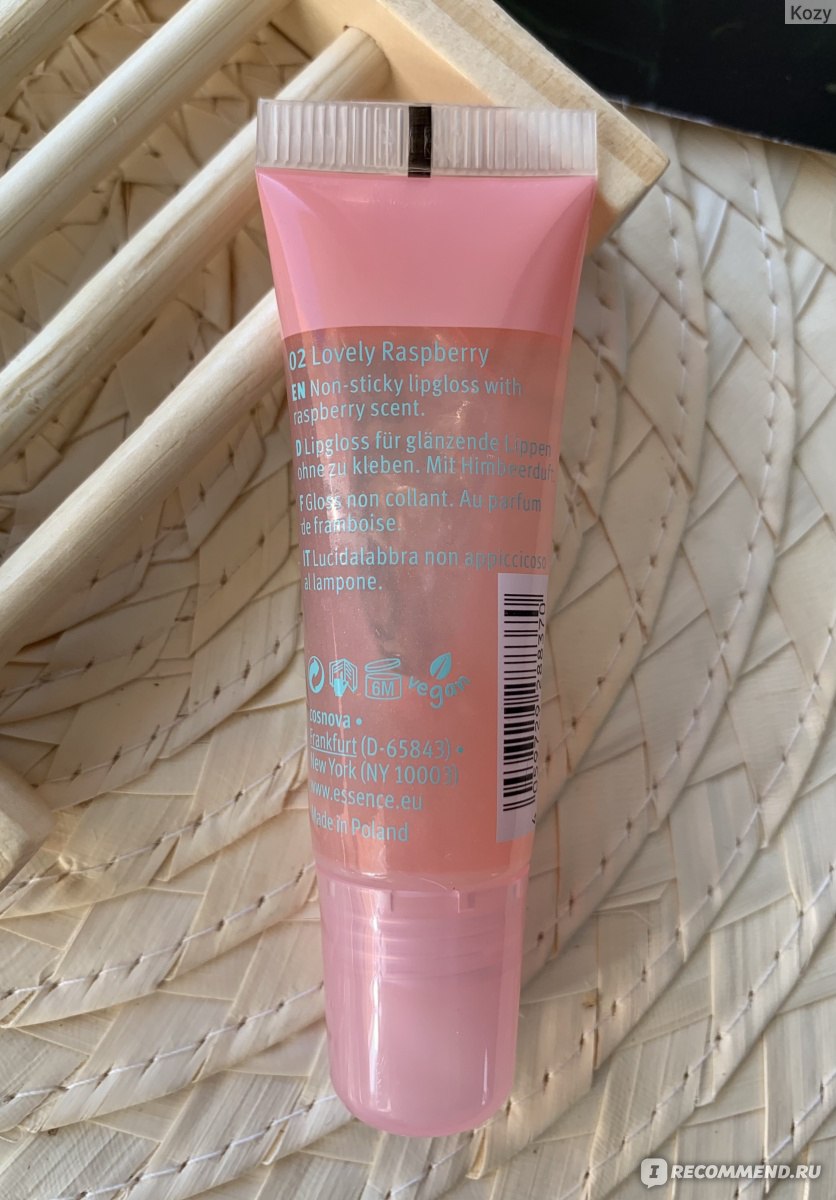 Kozy
02 Lovely Raspberry
EN Non-sticky lipgloss with
raspberry scent.
D Lipgloss für glänzende Lippen
ohne zu kleben. Mit Himbeerduft.
F Gloss non collant. Au parfum
de framboise.
IT Lucidalabbra non appiccicoso
al lampone.
6M
vegan
cosnova •
Frankfurt (D-65843) •
New York (NY 10003)
www.essence.eu
Made in Poland
IRECOMMEND.RU